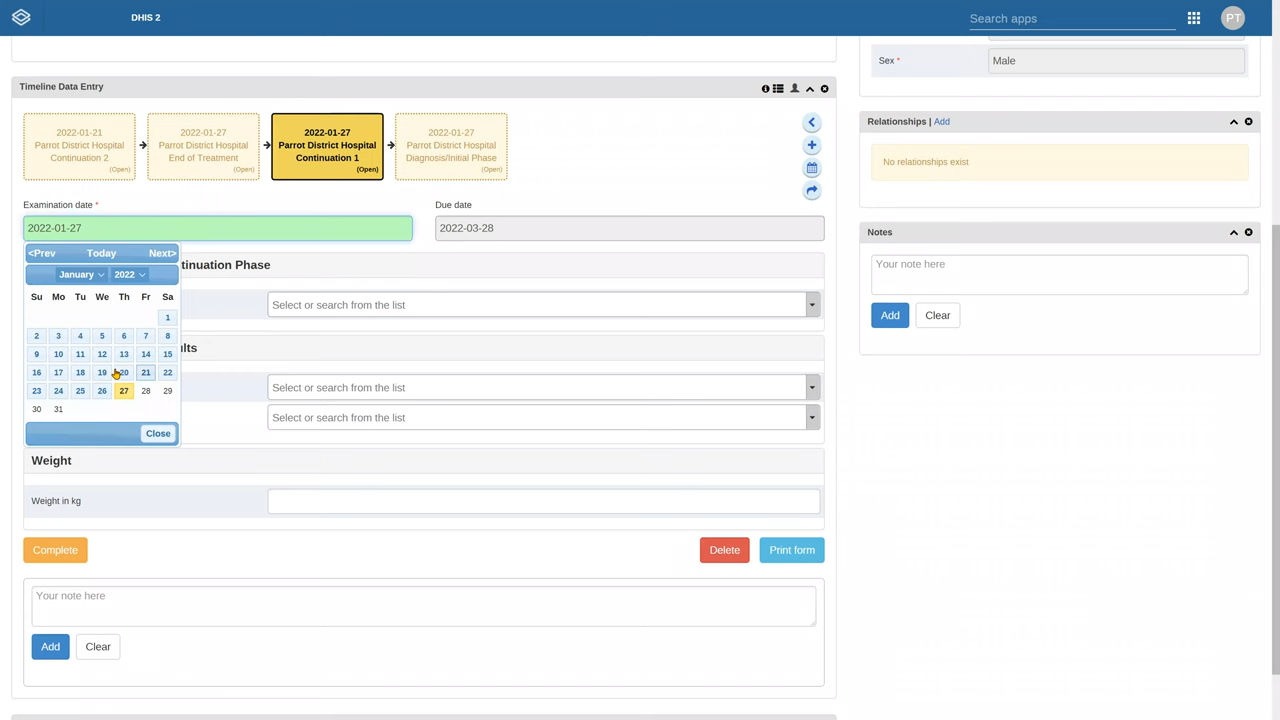 DHIS 2
Search apps
PT
Sex *
Male
Timeline Data Entry
2022-01-21
Parrot District Hospital
Continuation 2
(Open)
2022-01-27
Parrot District Hospital
End of Treatment
(Open)
2022-01-27
Parrot District Hospital
Continuation 1
(Open)
2022-01-27
Parrot District Hospital
Diagnosis/Initial Phase
(Open)
Examination date *
Due date
2022-01-27
2022-03-28
<Prev Today Next>
January 2022
Su Mo Tu We Th Fr Sa
1
2 3 4 5 6 7 8
9 10 11 12 13 14 15
16 17 18 19 20 21 22
23 24 25 26 27 28 29
30 31
Close
tinuation Phase
Select or search from the list
ults
Select or search from the list
Select or search from the list
Weight
Weight in kg
Complete
Delete
Print form
Your note here
Add
Clear
Relationships | Add
No relationships exist
Notes
Your note here
Add
Clear